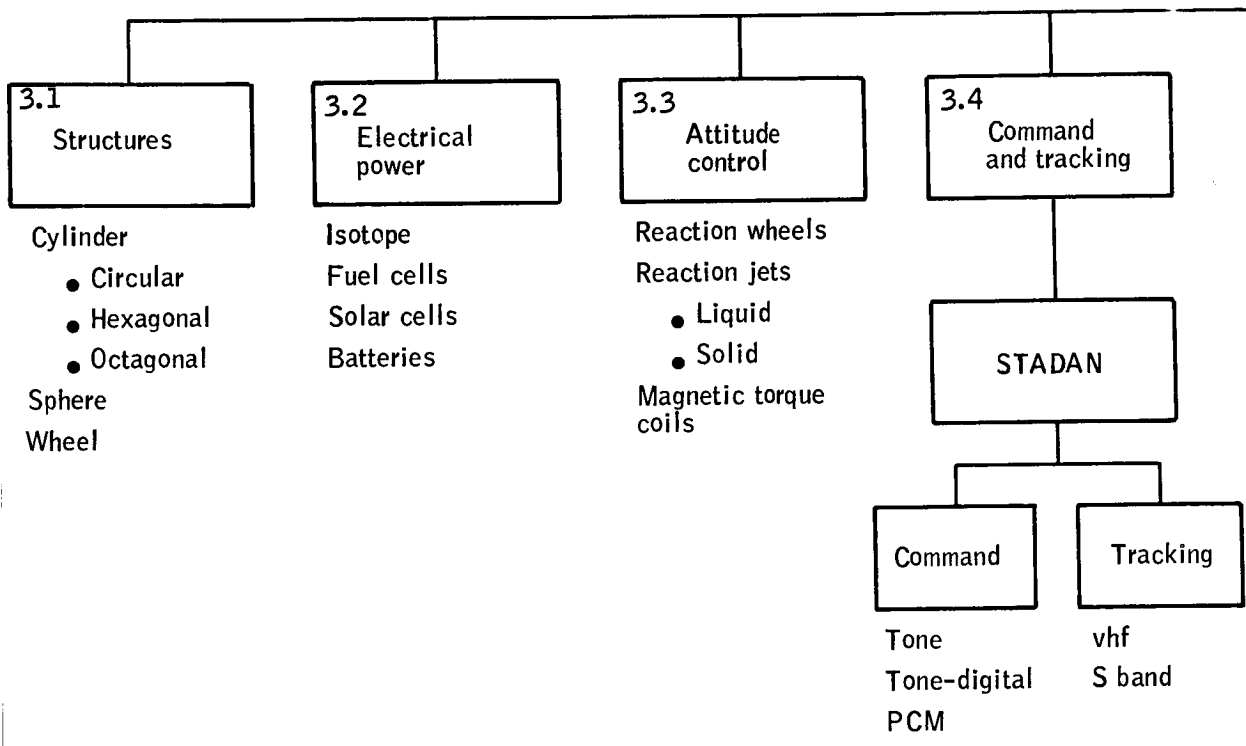 3.1
Structures
Cylinder
● Circular
● Hexagonal
● Octagonal
Sphere
Wheel
3.2
Electrical
power
Isotope
Fuel cells
Solar cells
Batteries
3.3
Attitude
control
Reaction wheels
Reaction jets
● Liquid
● Solid
Magnetic torque
coils
3.4
Command
and tracking
STADAN
Command
Tone
Tone-digital
PCM
Tracking
vhf
S band